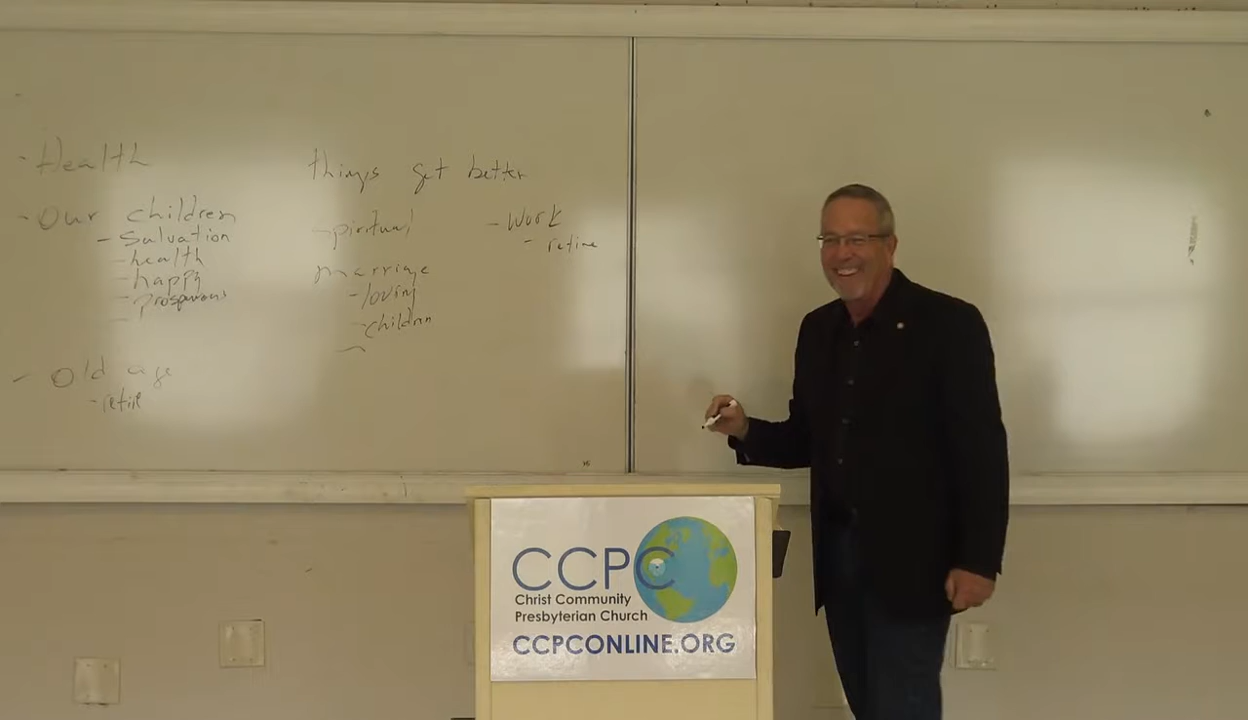 - Health
- Our children
- Salvation
- health
- happy
- prosperous
-
- Old age
- retire
things get better
- spiritual
marriage
- loving
- children
-
- Work
- retire
CCPC
Christ Community
Presbyterian Church
CCPCONLINE.ORG